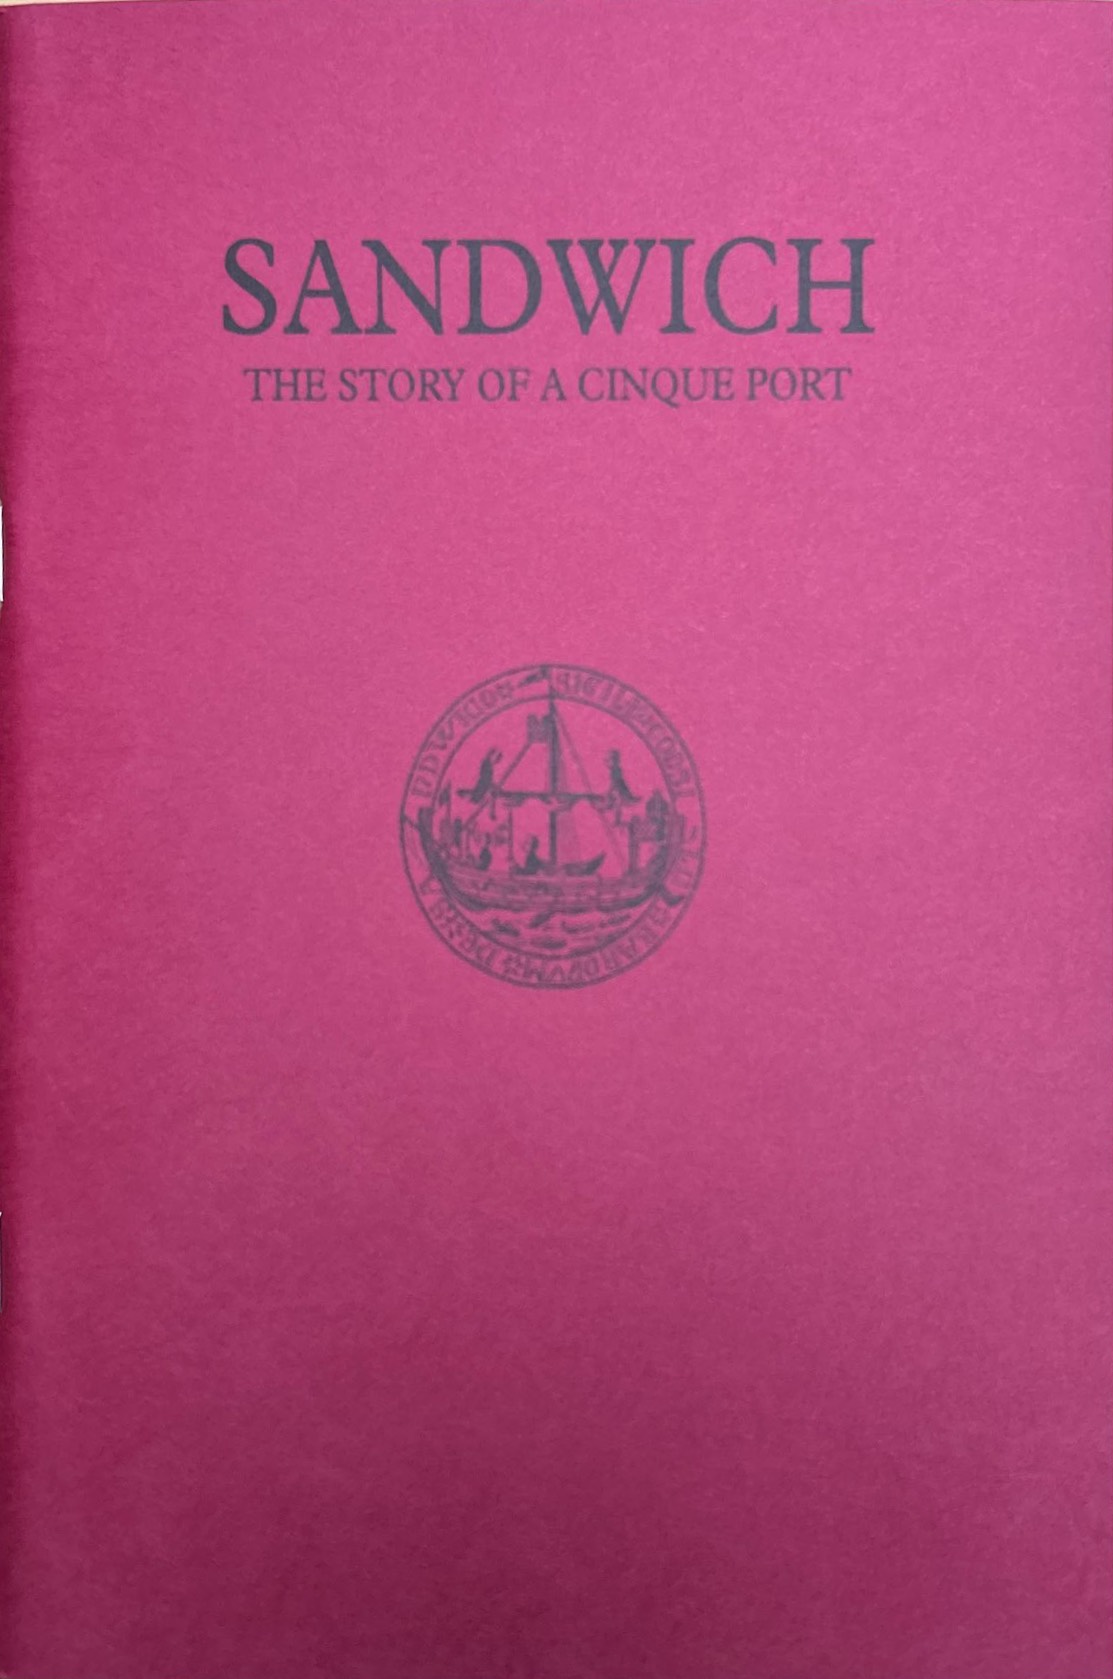 SANDWICH
THE STORY OF A CINQUE PORT